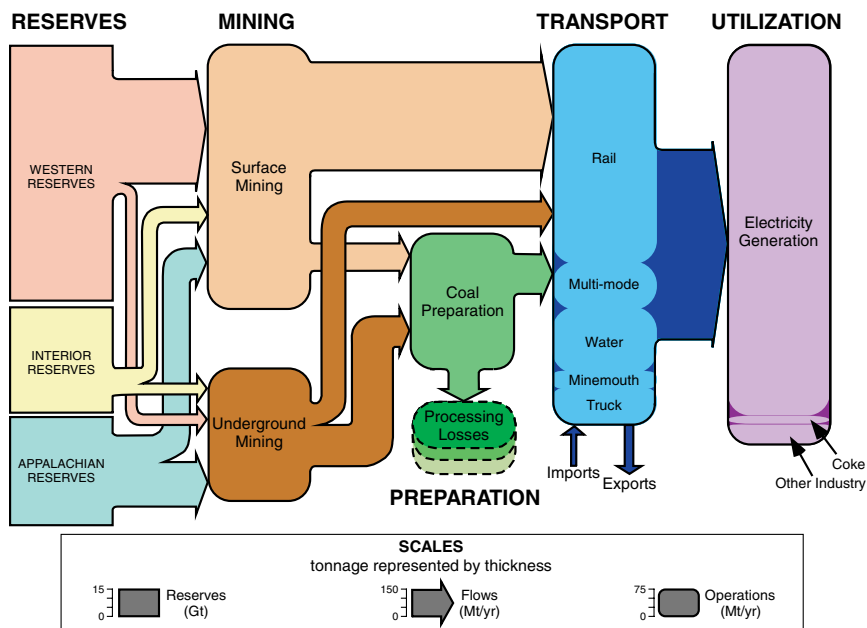 RESERVES
MINING
TRANSPORT
UTILIZATION
WESTERN
RESERVES
INTERIOR
RESERVES
APPALACHIAN
RESERVES
Surface
Mining
Underground
Mining
Coal
Preparation
Processing
Losses
PREPARATION
Rail
Multi-mode
Water
Minemouth
Truck
Imports
Exports
Electricity
Generation
Coke
Other Industry
SCALES
tonnage represented by thickness
15
0
Reserves
(Gt)
150
0
Flows
(Mt/yr)
75
0
Operations
(Mt/yr)